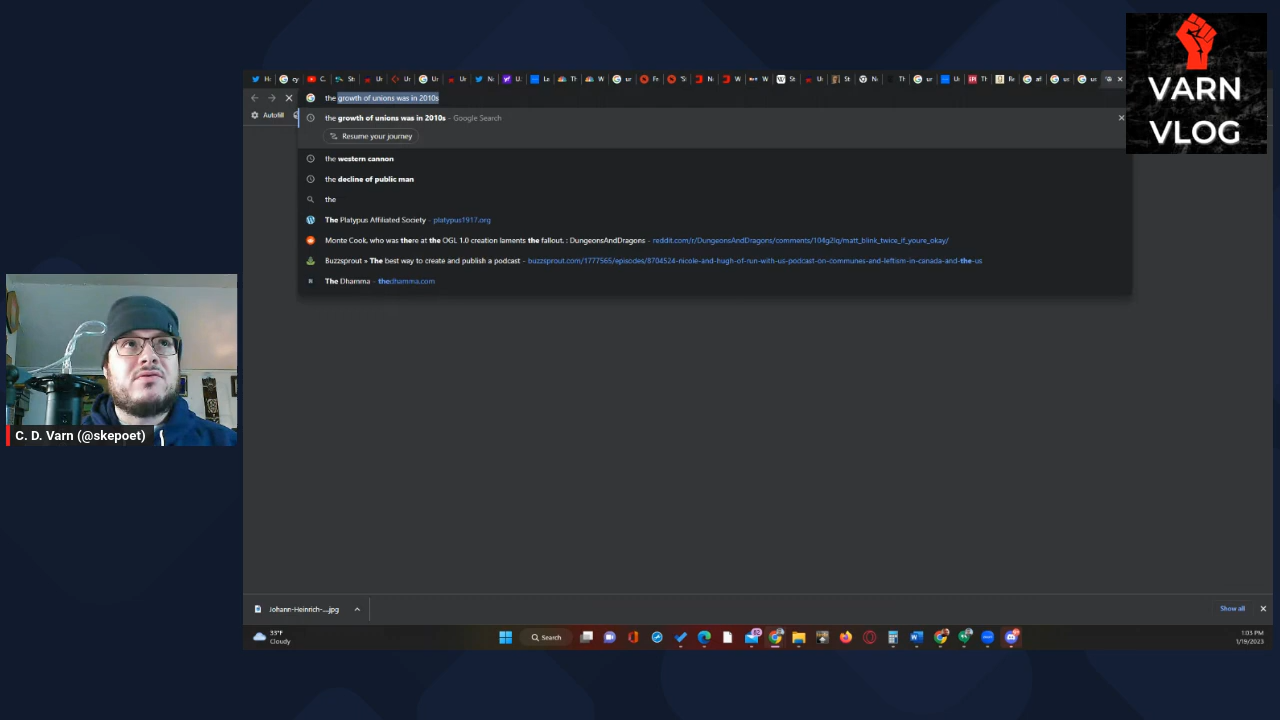 VARN
VLOG
the growth of unions was in 2010s
Autofill
the growth of unions was in 2010s - Google Search
Resume your journey
the western cannon
the decline of public man
the
The Platypus Affiliated Society - platypus1917.org
Monte Cook, who was there at the OGL 1.0 creation laments the fallout. : DungeonsAndDragons - reddit.com/r/DungeonsAndDragons/comments/104g2lq/matt_blink_twice_if_youre_okay/
Buzzsprout » The best way to create and publish a podcast - buzzsprout.com/1777565/episodes/8704524-nicole-and-hugh-of-run-with-us-podcast-on-communes-and-leftism-in-canada-and-the-us
The Dhamma - thedhamma.com
C. D. Varn (@skepoet)
Johann-Heinrich-....jpg
Show all
33°F
Cloudy
Search
1:03 PM
1/19/2023